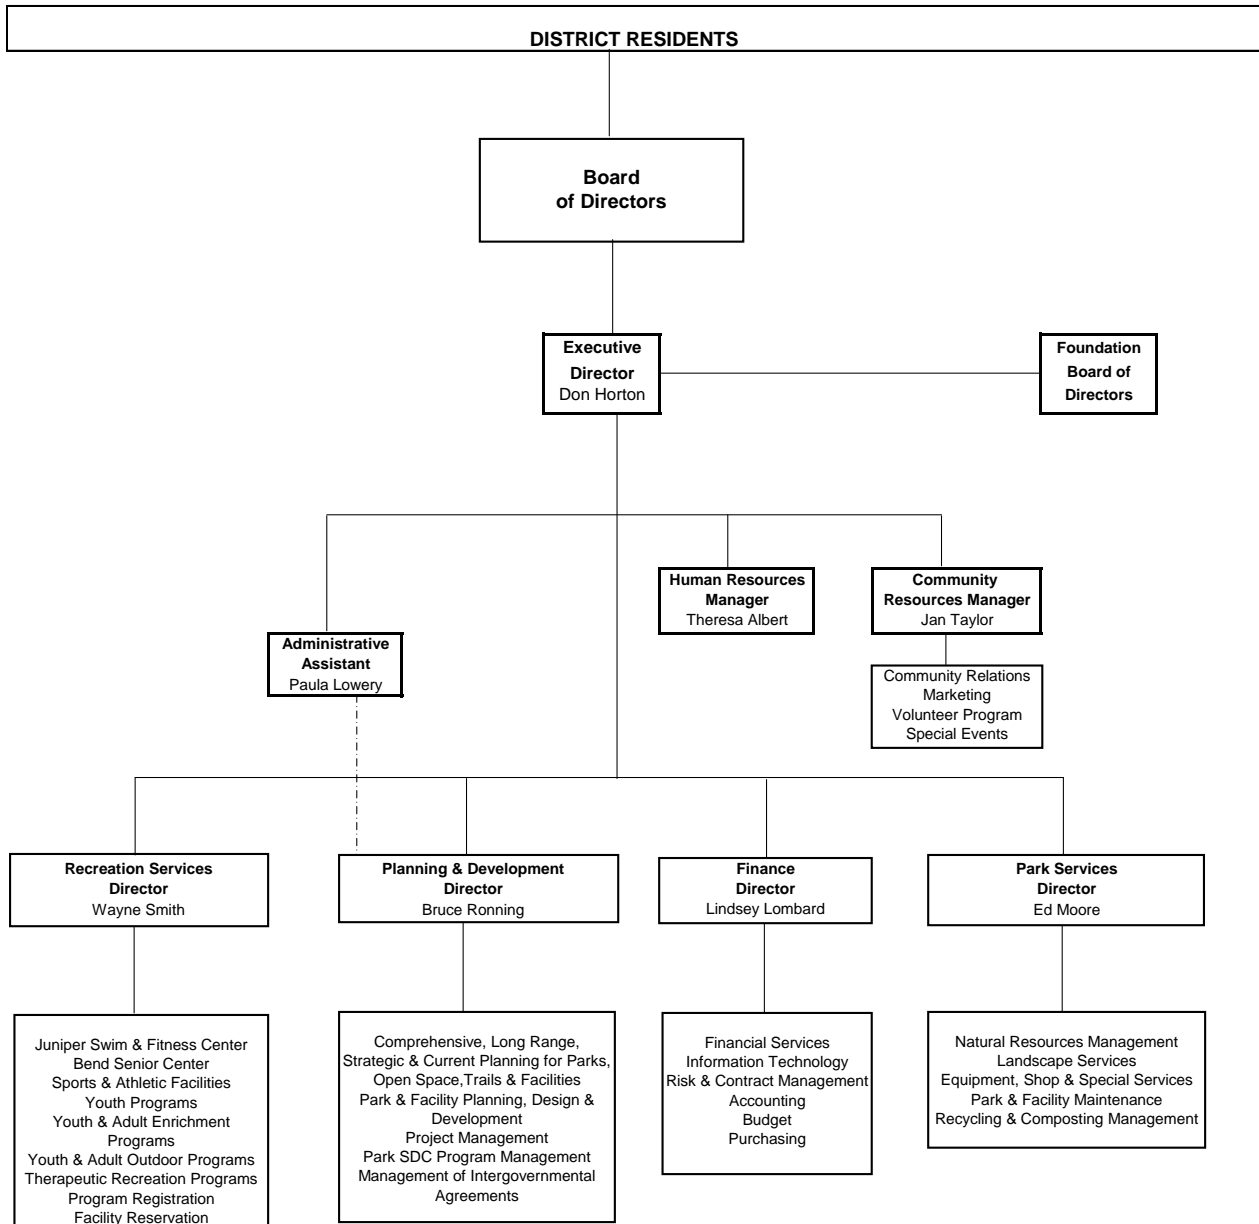 DISTRICT RESIDENTS
Board
of Directors
Executive
Director
Don Horton
Foundation
Board of
Directors
Human Resources
Manager
Theresa Albert
Community
Resources Manager
Jan Taylor
Administrative
Assistant
Paula Lowery
Community Relations
Marketing
Volunteer Program
Special Events
Recreation Services
Director
Wayne Smith
Planning & Development
Director
Bruce Ronning
Finance
Director
Lindsey Lombard
Park Services
Director
Ed Moore
Juniper Swim & Fitness Center
Bend Senior Center
Sports & Athletic Facilities
Youth Programs
Youth & Adult Enrichment
Programs
Youth & Adult Outdoor Programs
Therapeutic Recreation Programs
Program Registration
Facility Reservation
Comprehensive, Long Range,
Strategic & Current Planning for Parks,
Open Space,Trails & Facilities
Park & Facility Planning, Design &
Development
Project Management
Park SDC Program Management
Management of Intergovernmental
Agreements
Financial Services
Information Technology
Risk & Contract Management
Accounting
Budget
Purchasing
Natural Resources Management
Landscape Services
Equipment, Shop & Special Services
Park & Facility Maintenance
Recycling & Composting Management